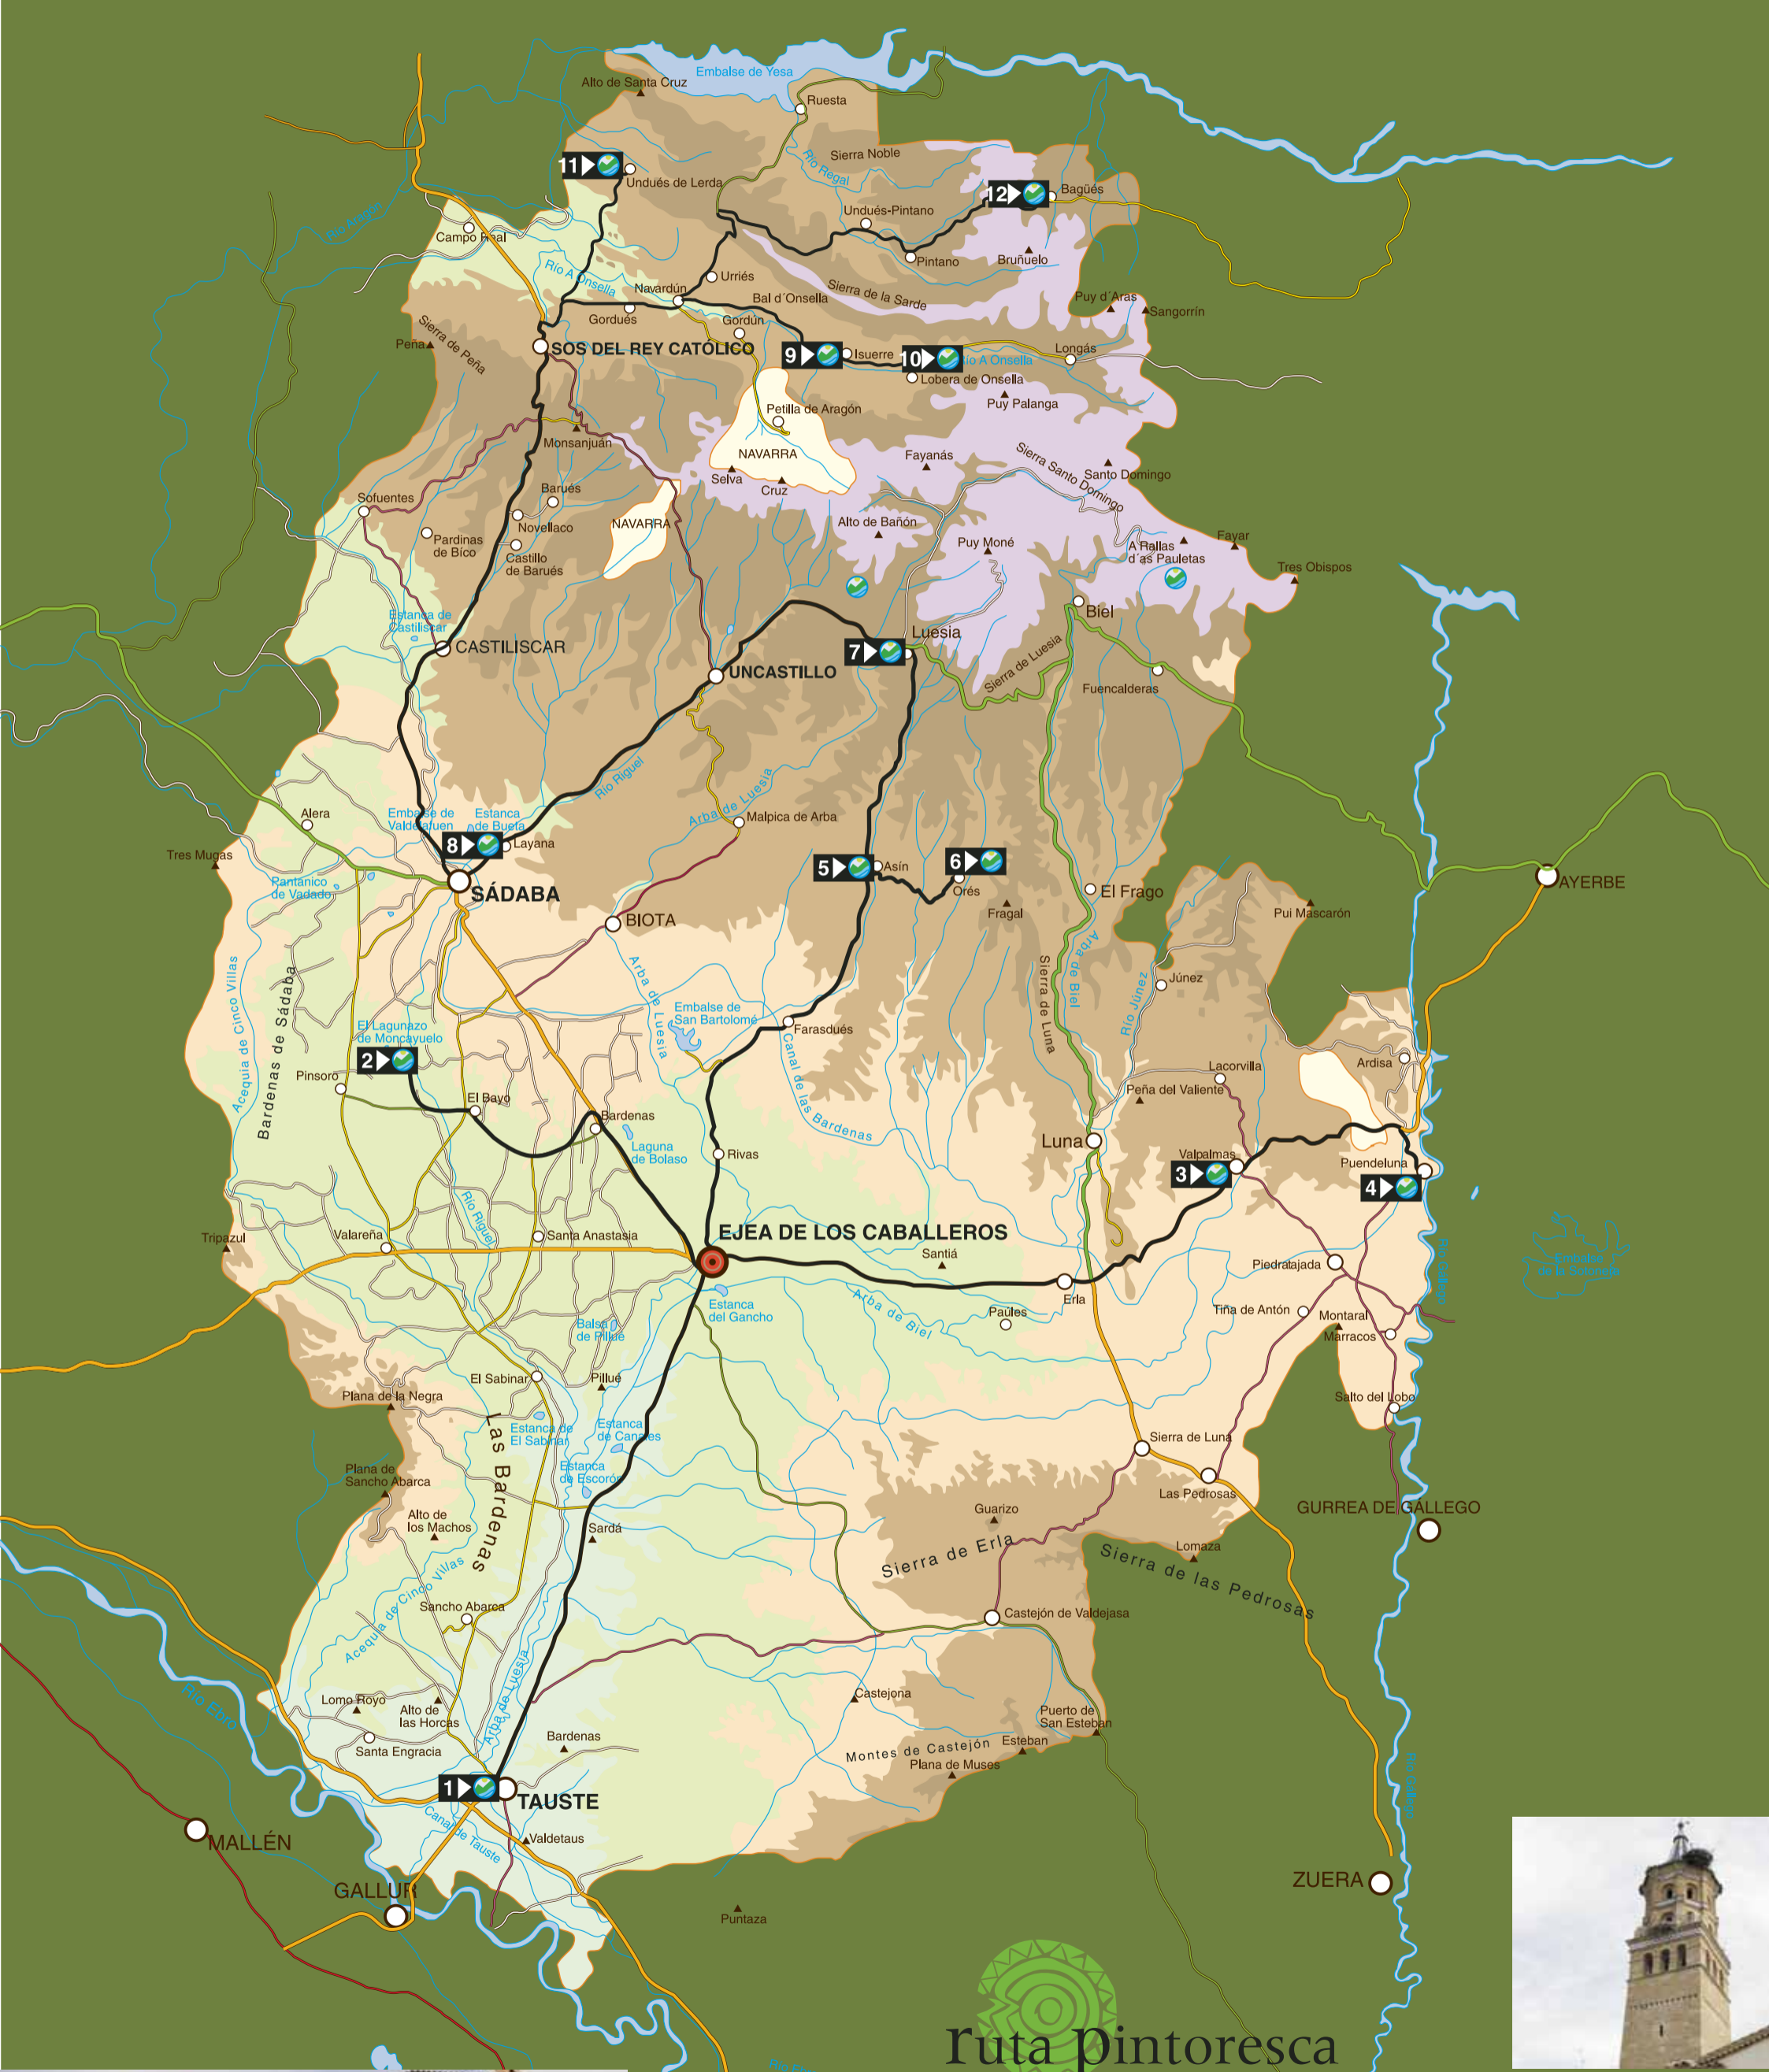 Embalse de Yesa
Alto de Santa Cruz
Ruesta
Sierra Noble
Río Regal
11
Undués de Lerda
12
Bagüés
Undués-Pintano
Río Aragón
Campo Real
Pintano
Bruñuelo
Río A Onsella
Urriés
Navardún
Bal d´Onsella
Sierra de la Sarde
Puy d´Aras
Sangorrín
Gordués
Gordún
Sierra de Peña
Peña
SOS DEL REY CATÓLICO
9
Isuerre
10
Río A Onsella
Longás
Lobera de Onsella
Puy Palanga
Petilla de Aragón
Monsanjuán
NAVARRA
Fayanás
Sierra Santo Domingo
Santo Domingo
Selva
Cruz
Sofuentes
Barués
Novellaco
NAVARRA
Alto de Bañón
Pardinas
de Bíco
Castillo
de Barués
Puy Moné
A Rallas
d´as Pauletas
Fayar
Tres Obispos
Estanca de
Castiliscar
Biel
CASTILISCAR
Luesia
7
Sierra de Luesia
UNCASTILLO
Fuencalderas
Río Riguel
Arba de Luesia
Malpica de Arba
Alera
Embalse de
Valdelafuen
Estanca
de Bueta
8
Layana
Tres Mugas
Pantanico
de Vadado
SÁDABA
5
Asín
6
Orés
El Frago
Fragal
Pui Mascarón
AYERBE
BIOTA
Acequia de Cinco Villas
Bardenas de Sádaba
Arba de Luesia
Arba de Biel
Sierra de Luna
Río Júnez
Júnez
Embalse de
San Bartolomé
Farasdués
Canal de las Bardenas
El Lagunazo
de Moncayuelo
2
Pinsoro
El Bayo
Bardenas
Laguna
de Bolaso
Rivas
Lacorvilla
Peña del Valiente
Ardisa
Luna
Valpalmas
3
Puendeluna
4
Río Riguel
Tripazul
Valareña
Santa Anastasia
EJEA DE LOS CABALLEROS
Santiá
Piedratajada
Río Gállego
Embalse
de la Sotonera
Erla
Estanca
del Gancho
Arba de Biel
Paúles
Balsa
de Pillué
Tiña de Antón
Montaral
Marracos
El Sabinar
Pillué
Plana de la Negra
Salto del Lobo
Las Bardenas
Estanca de
El Sabinar
Estanca
de Canales
Sierra de Luna
Estanca
de Escorón
Plana de
Sancho Abarca
Las Pedrosas
Alto de
los Machos
Sardá
Guarizo
GURREA DE GÁLLEGO
Sierra de Erla
Lomaza
Sierra de las Pedrosas
Acequia de Cinco Villas
Sancho Abarca
Castejón de Valdejasa
Río Ebro
Arba de Luesia
Lomo Royo
Alto de
las Horcas
Castejona
Puerto de
San Esteban
Santa Engracia
Bardenas
Montes de Castejón
Esteban
Plana de Muses
Río Gállego
1
TAUSTE
Canal de Tauste
Valdetaus
MALLÉN
GALLUR
ZUERA
Puntaza
ruta pintoresca